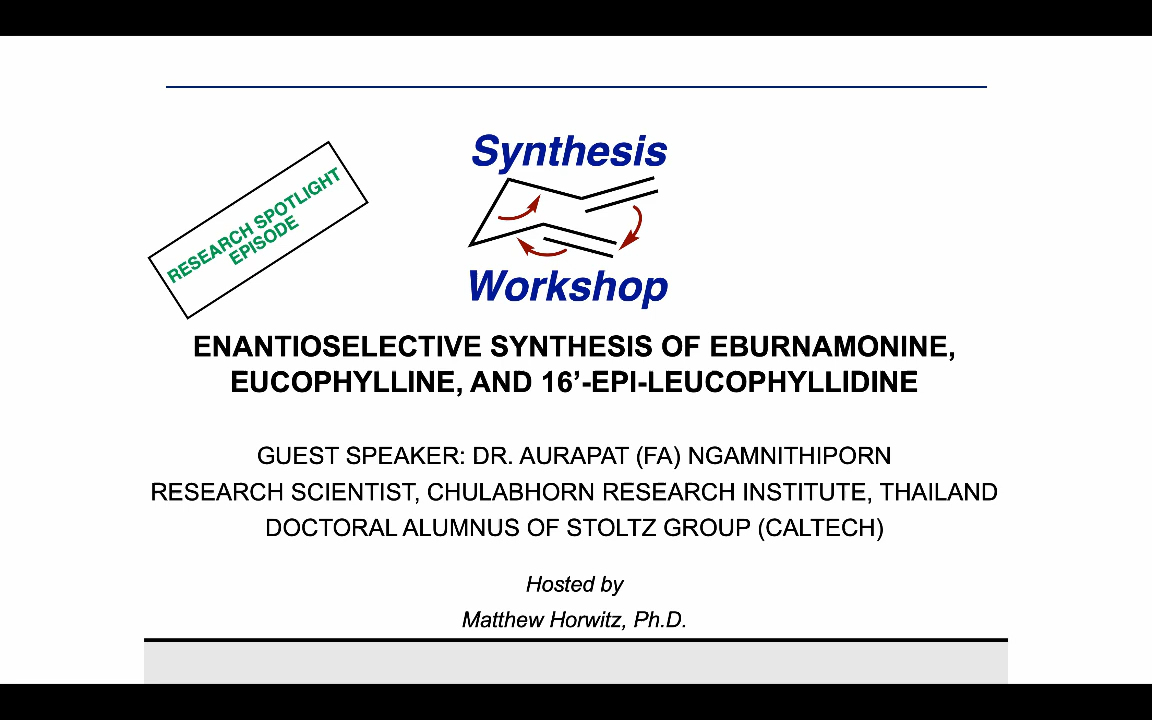 Synthesis
RESEARCH SPOTLIGHT
EPISODE
Workshop
ENANTIOSELECTIVE SYNTHESIS OF EBURNAMONINE,
EUCOPHYLLINE, AND 16’-EPI-LEUCOPHYLLIDINE
GUEST SPEAKER: DR. AURAPAT (FA) NGAMNITHIPORN
RESEARCH SCIENTIST, CHULABHORN RESEARCH INSTITUTE, THAILAND
DOCTORAL ALUMNUS OF STOLTZ GROUP (CALTECH)
Hosted by
Matthew Horwitz, Ph.D.